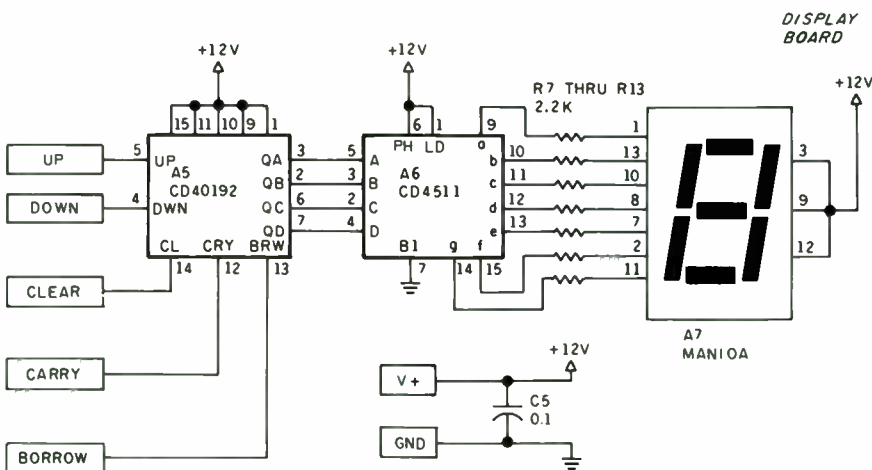 DISPLAY
BOARD
+12V
+12V
+12V
R7 THRU R13
2.2K
15 11 10 9 1
6 1 9
PH LD a
UP
5
UP
A5
CD40192
QA
3
5
A
A6
CD4511
b
10
1
13
3
QB
2
3
B
c
11
10
DOWN
4
DWN
QC
6
2
C
d
12
8
9
QD
7
4
D
e
13
7
CL CRY BRW
BI g f
2
12
14 12 13
7 14 15
11
CLEAR
A7
MAN10A
CARRY
V+
+12V
C5
0.1
GND
BORROW